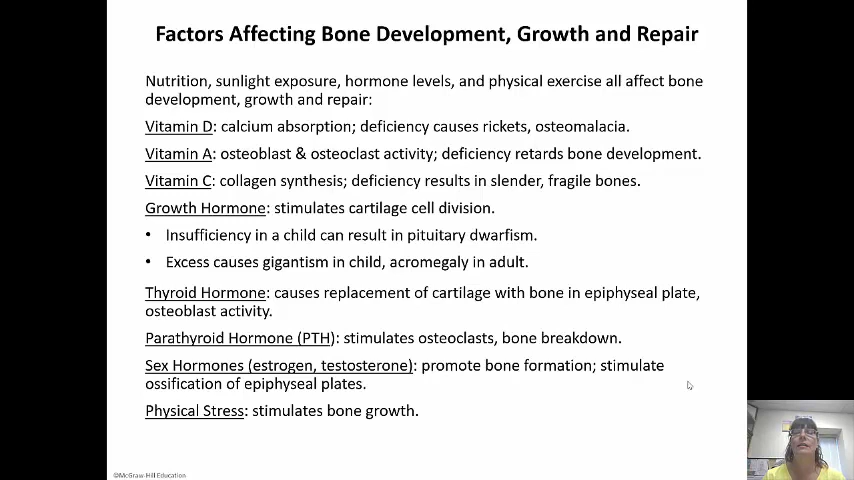 Factors Affecting Bone Development, Growth and Repair
Nutrition, sunlight exposure, hormone levels, and physical exercise all affect bone
development, growth and repair:
Vitamin D: calcium absorption; deficiency causes rickets, osteomalacia.
Vitamin A: osteoblast & osteoclast activity; deficiency retards bone development.
Vitamin C: collagen synthesis; deficiency results in slender, fragile bones.
Growth Hormone: stimulates cartilage cell division.
• Insufficiency in a child can result in pituitary dwarfism.
• Excess causes gigantism in child, acromegaly in adult.
Thyroid Hormone: causes replacement of cartilage with bone in epiphyseal plate,
osteoblast activity.
Parathyroid Hormone (PTH): stimulates osteoclasts, bone breakdown.
Sex Hormones (estrogen, testosterone): promote bone formation; stimulate
ossification of epiphyseal plates.
Physical Stress: stimulates bone growth.
©McGraw-Hill Education